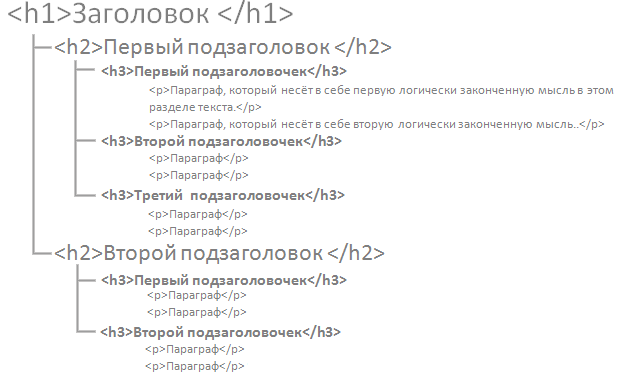 <h1>Заголовок </h1>
<h2>Первый подзаголовок </h2>
<h3>Первый подзаголовочек</h3>
<p>Параграф, который несёт в себе первую логически законченную мысль в этом
разделе текста.</p>
<p>Параграф, который несёт в себе вторую логически законченную мысль..</p>
<h3>Второй подзаголовочек</h3>
<p>Параграф</p>
<p>Параграф</p>
<h3>Третий подзаголовочек</h3>
<p>Параграф</p>
<p>Параграф</p>
<h2>Второй подзаголовок </h2>
<h3>Первый подзаголовочек</h3>
<p>Параграф</p>
<p>Параграф</p>
<h3>Второй подзаголовочек</h3>
<p>Параграф</p>
<p>Параграф</p>